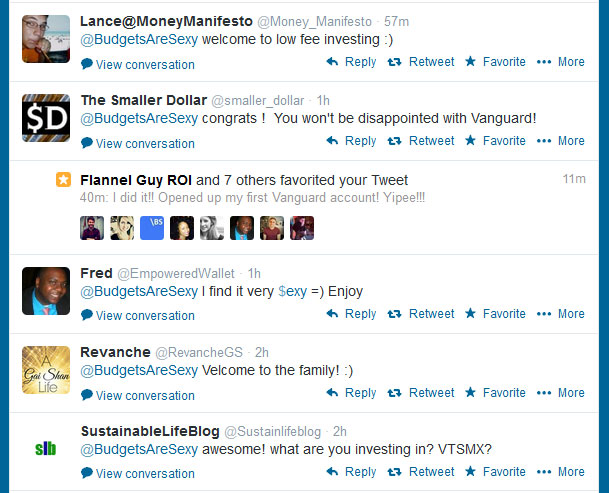 Lance@MoneyManifesto @Money_Manifesto · 57m
@BudgetsAreSexy welcome to low fee investing :)
View conversation Reply Retweet Favorite More
$D
The Smaller Dollar @smaller_dollar · 1h
@BudgetsAreSexy congrats ! You won't be disappointed with Vanguard!
View conversation Reply Retweet Favorite More
Flannel Guy ROI and 7 others favorited your Tweet 11m
40m: I did it!! Opened up my first Vanguard account! Yipee!!!
\BS
Fred @EmpoweredWallet · 1h
@BudgetsAreSexy I find it very $exy =) Enjoy
View conversation Reply Retweet Favorite More
A
Gai Shan
Life
Revanche @RevancheGS · 2h
@BudgetsAreSexy Velcome to the family! :)
View conversation Reply Retweet Favorite More
slb
SustainableLifeBlog @Sustainlifeblog · 2h
@BudgetsAreSexy awesome! what are you investing in? VTSMX?
View conversation Reply Retweet Favorite More